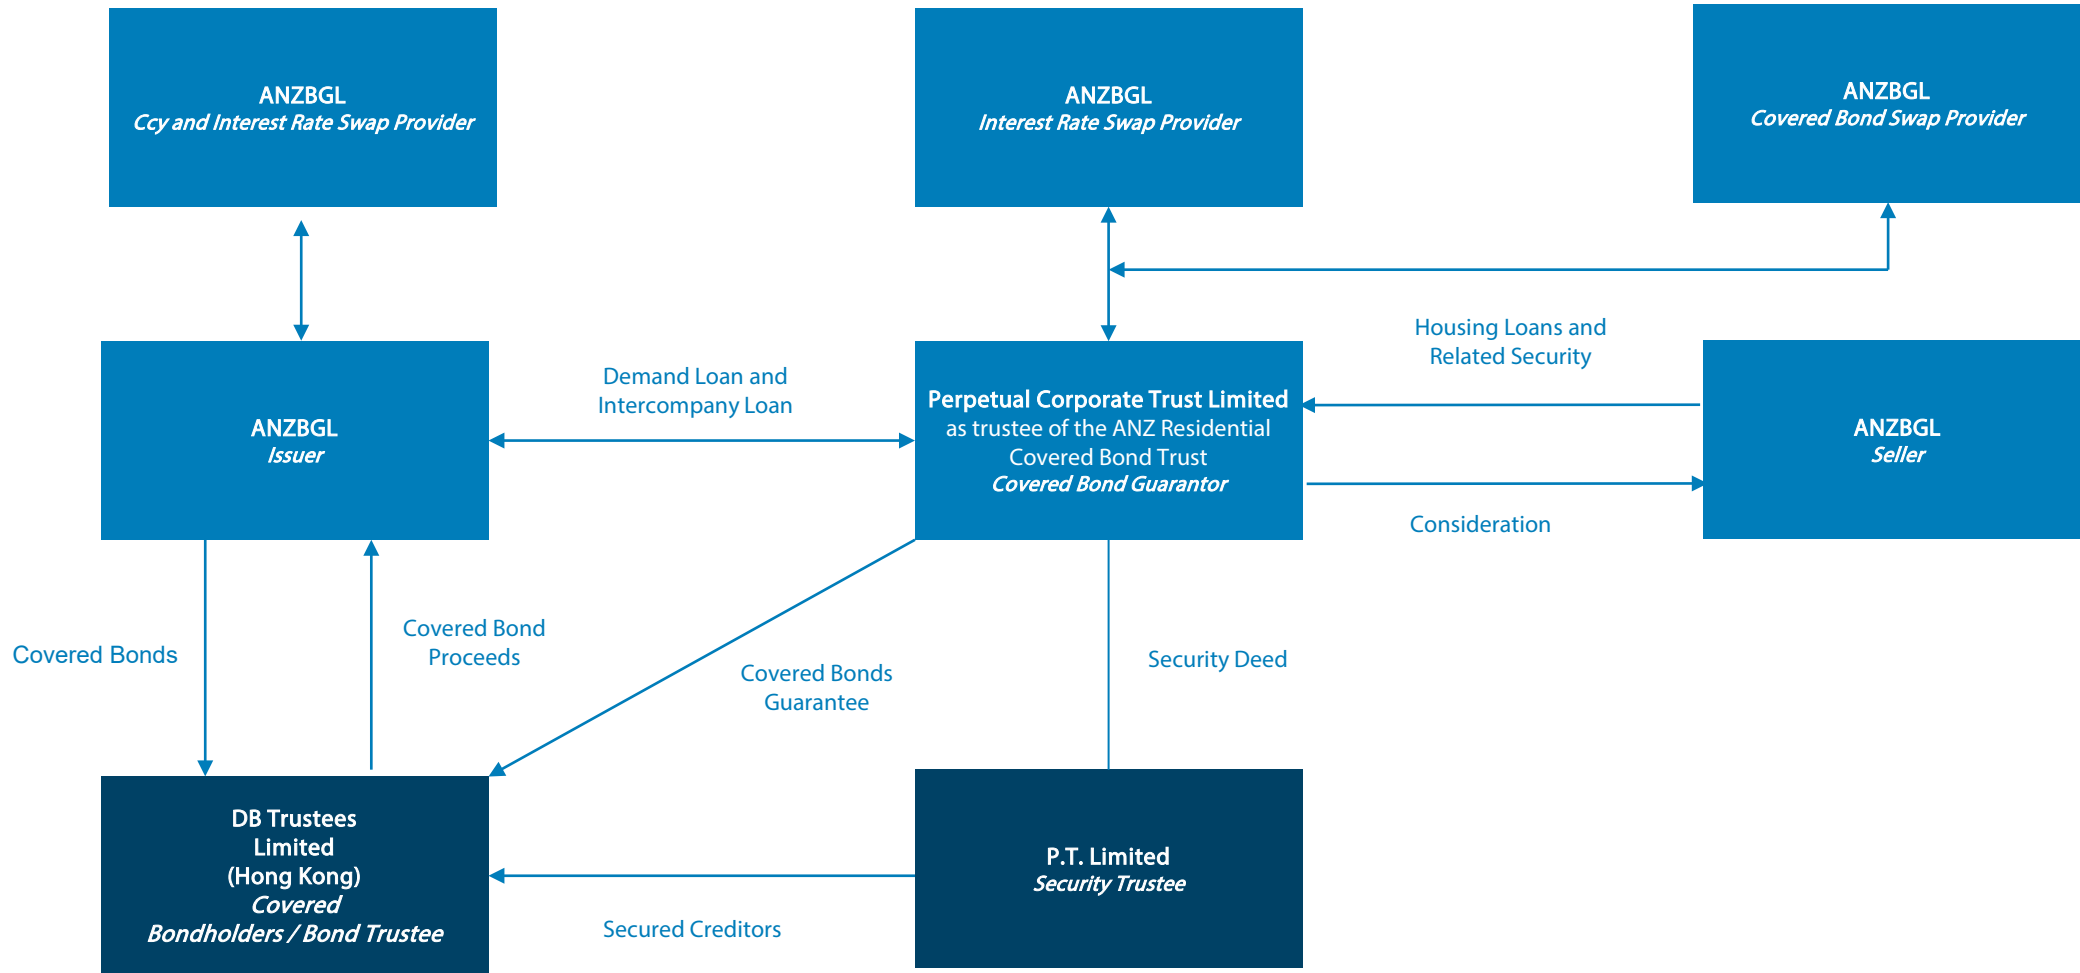 ANZBGL
Ccy and Interest Rate Swap Provider
ANZBGL
Interest Rate Swap Provider
ANZBGL
Covered Bond Swap Provider
ANZBGL
Issuer
Demand Loan and
Intercompany Loan
Perpetual Corporate Trust Limited
as trustee of the ANZ Residential
Covered Bond Trust
Covered Bond Guarantor
Housing Loans and
Related Security
ANZBGL
Seller
Consideration
Covered Bonds
Covered Bond
Proceeds
Covered Bonds
Guarantee
Security Deed
DB Trustees
Limited
(Hong Kong)
Covered
Bondholders / Bond Trustee
Secured Creditors
P.T. Limited
Security Trustee